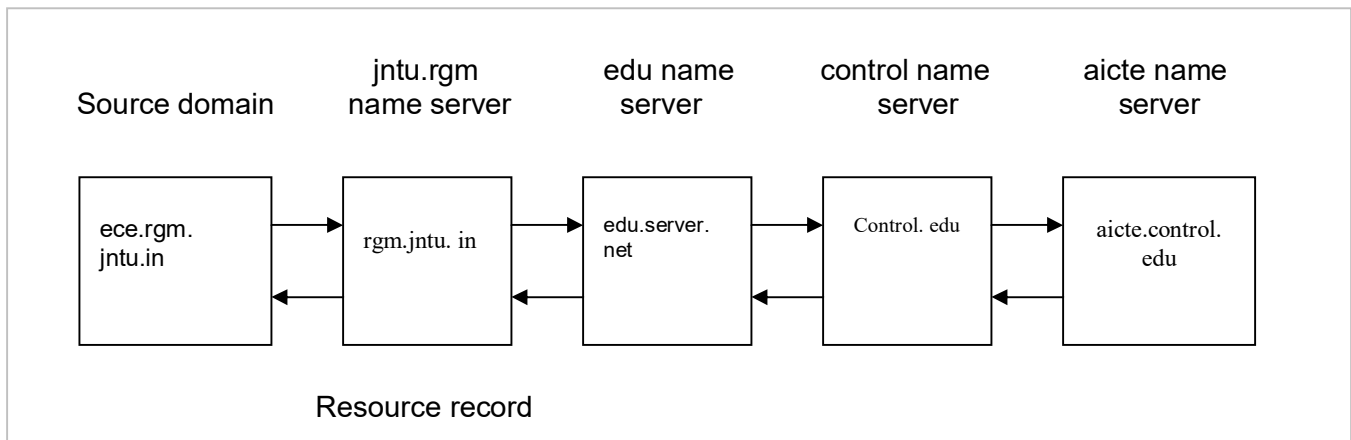 Source domain
jntu.rgm
name server
edu name
server
control name
server
aicte name
server
ece.rgm.
jntu.in
rgm.jntu. in
edu.server.
net
Control. edu
aicte.control.
edu
Resource record